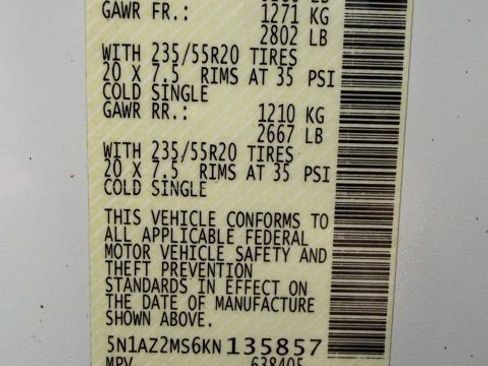 GAWR FR.: 1271 KG
2802 LB
WITH 235/55R20 TIRES
20 X 7.5 RIMS AT 35 PSI
COLD SINGLE
GAWR RR.: 1210 KG
2667 LB
WITH 235/55R20 TIRES
20 X 7.5 RIMS AT 35 PSI
COLD SINGLE
THIS VEHICLE CONFORMS TO
ALL APPLICABLE FEDERAL
MOTOR VEHICLE SAFETY AND
THEFT PREVENTION
STANDARDS IN EFFECT ON
THE DATE OF MANUFACTURE
SHOWN ABOVE.
5N1AZ2MS6KN135857
MPV 638405